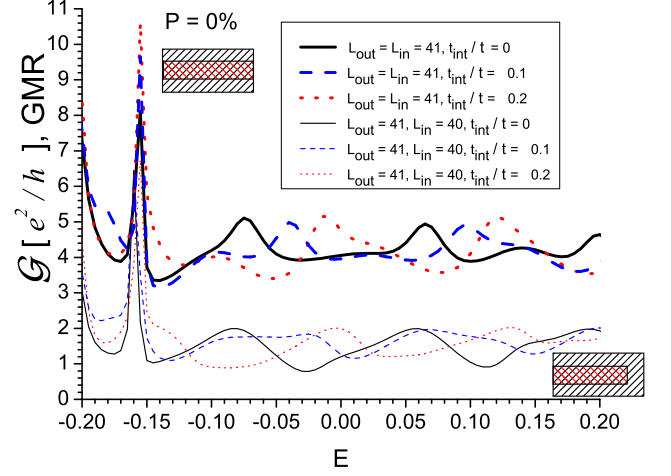 P = 0%
L_out = L_in = 41, t_int / t = 0
L_out = L_in = 41, t_int / t = 0.1
L_out = L_in = 41, t_int / t = 0.2
L_out = 41, L_in = 40, t_int / t = 0
L_out = 41, L_in = 40, t_int / t = 0.1
L_out = 41, L_in = 40, t_int / t = 0.2
𝒢 [ e² / h ], GMR
11
10
9
8
7
6
5
4
3
2
1
0
-0.20 -0.15 -0.10 -0.05 0.00 0.05 0.10 0.15 0.20
E